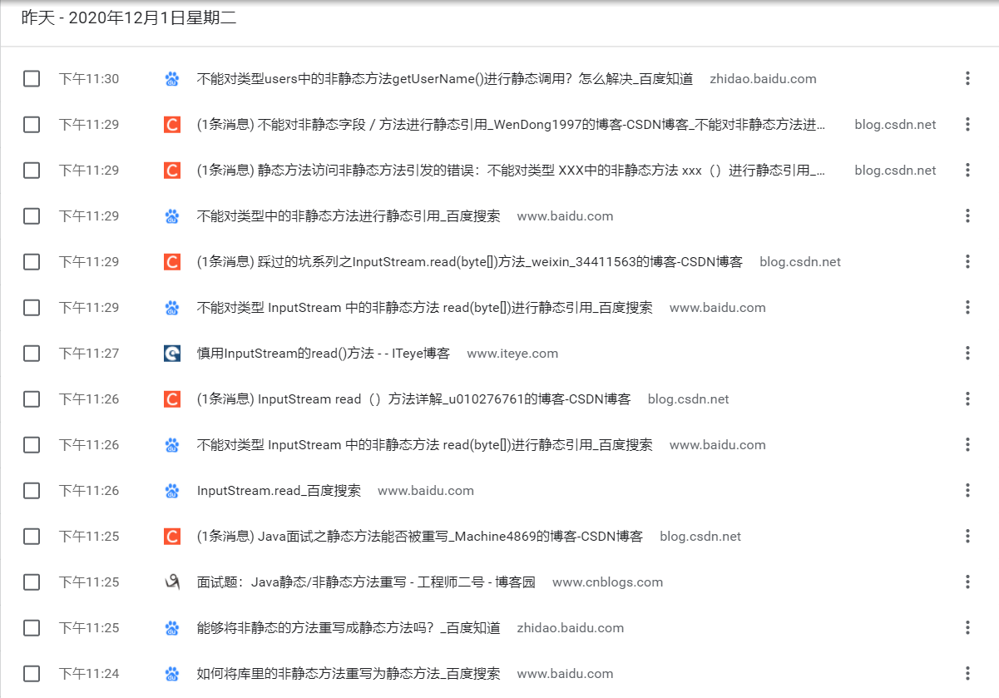 昨天 - 2020年12月1日星期二
下午11:30 不能对类型users中的非静态方法getUserName()进行静态调用？怎么解决_百度知道 zhidao.baidu.com
下午11:29 (1条消息) 不能对非静态字段 / 方法进行静态引用_WenDong1997的博客-CSDN博客_不能对非静态方法进... blog.csdn.net
下午11:29 (1条消息) 静态方法访问非静态方法引发的错误：不能对类型 XXX中的非静态方法 xxx（）进行静态引用_... blog.csdn.net
下午11:29 不能对类型中的非静态方法进行静态引用_百度搜索 www.baidu.com
下午11:29 (1条消息) 踩过的坑系列之InputStream.read(byte[])方法_weixin_34411563的博客-CSDN博客 blog.csdn.net
下午11:29 不能对类型 InputStream 中的非静态方法 read(byte[])进行静态引用_百度搜索 www.baidu.com
下午11:27 慎用InputStream的read()方法 - - ITeye博客 www.iteye.com
下午11:26 (1条消息) InputStream read（）方法详解_u010276761的博客-CSDN博客 blog.csdn.net
下午11:26 不能对类型 InputStream 中的非静态方法 read(byte[])进行静态引用_百度搜索 www.baidu.com
下午11:26 InputStream.read_百度搜索 www.baidu.com
下午11:25 (1条消息) Java面试之静态方法能否被重写_Machine4869的博客-CSDN博客 blog.csdn.net
下午11:25 面试题：Java静态/非静态方法重写 - 工程师二号 - 博客园 www.cnblogs.com
下午11:25 能够将非静态的方法重写成静态方法吗？_百度知道 zhidao.baidu.com
下午11:24 如何将库里的非静态方法重写为静态方法_百度搜索 www.baidu.com